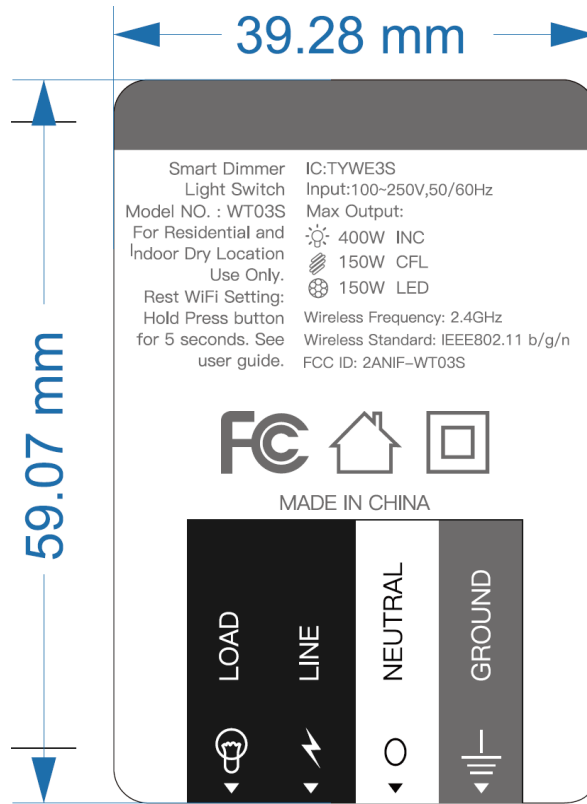 39.28 mm
59.07 mm
Smart Dimmer
Light Switch
Model NO. : WT03S
For Residential and
Indoor Dry Location
Use Only.
Rest WiFi Setting:
Hold Press button
for 5 seconds. See
user guide.
IC:TYWE3S
Input:100~250V,50/60Hz
Max Output:
400W INC
150W CFL
150W LED
Wireless Frequency: 2.4GHz
Wireless Standard: IEEE802.11 b/g/n
FCC ID: 2ANIF-WT03S
FC
MADE IN CHINA
LOAD
LINE
NEUTRAL
GROUND